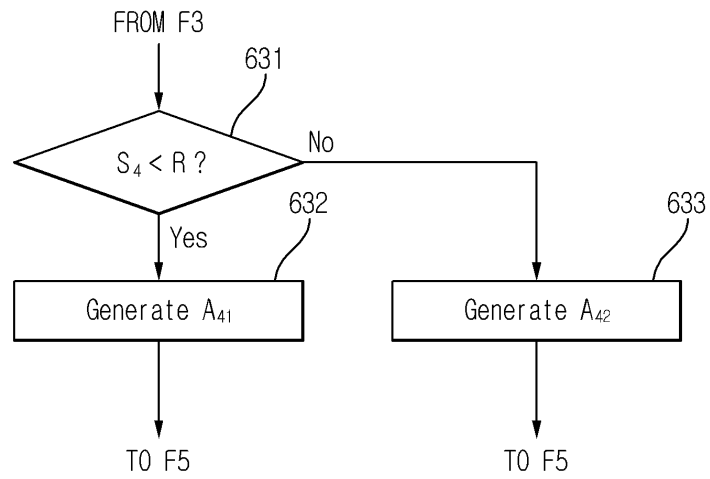 FROM F3
631
S₄ < R ?
No
Yes
632
633
Generate A₄₁
Generate A₄₂
TO F5
TO F5